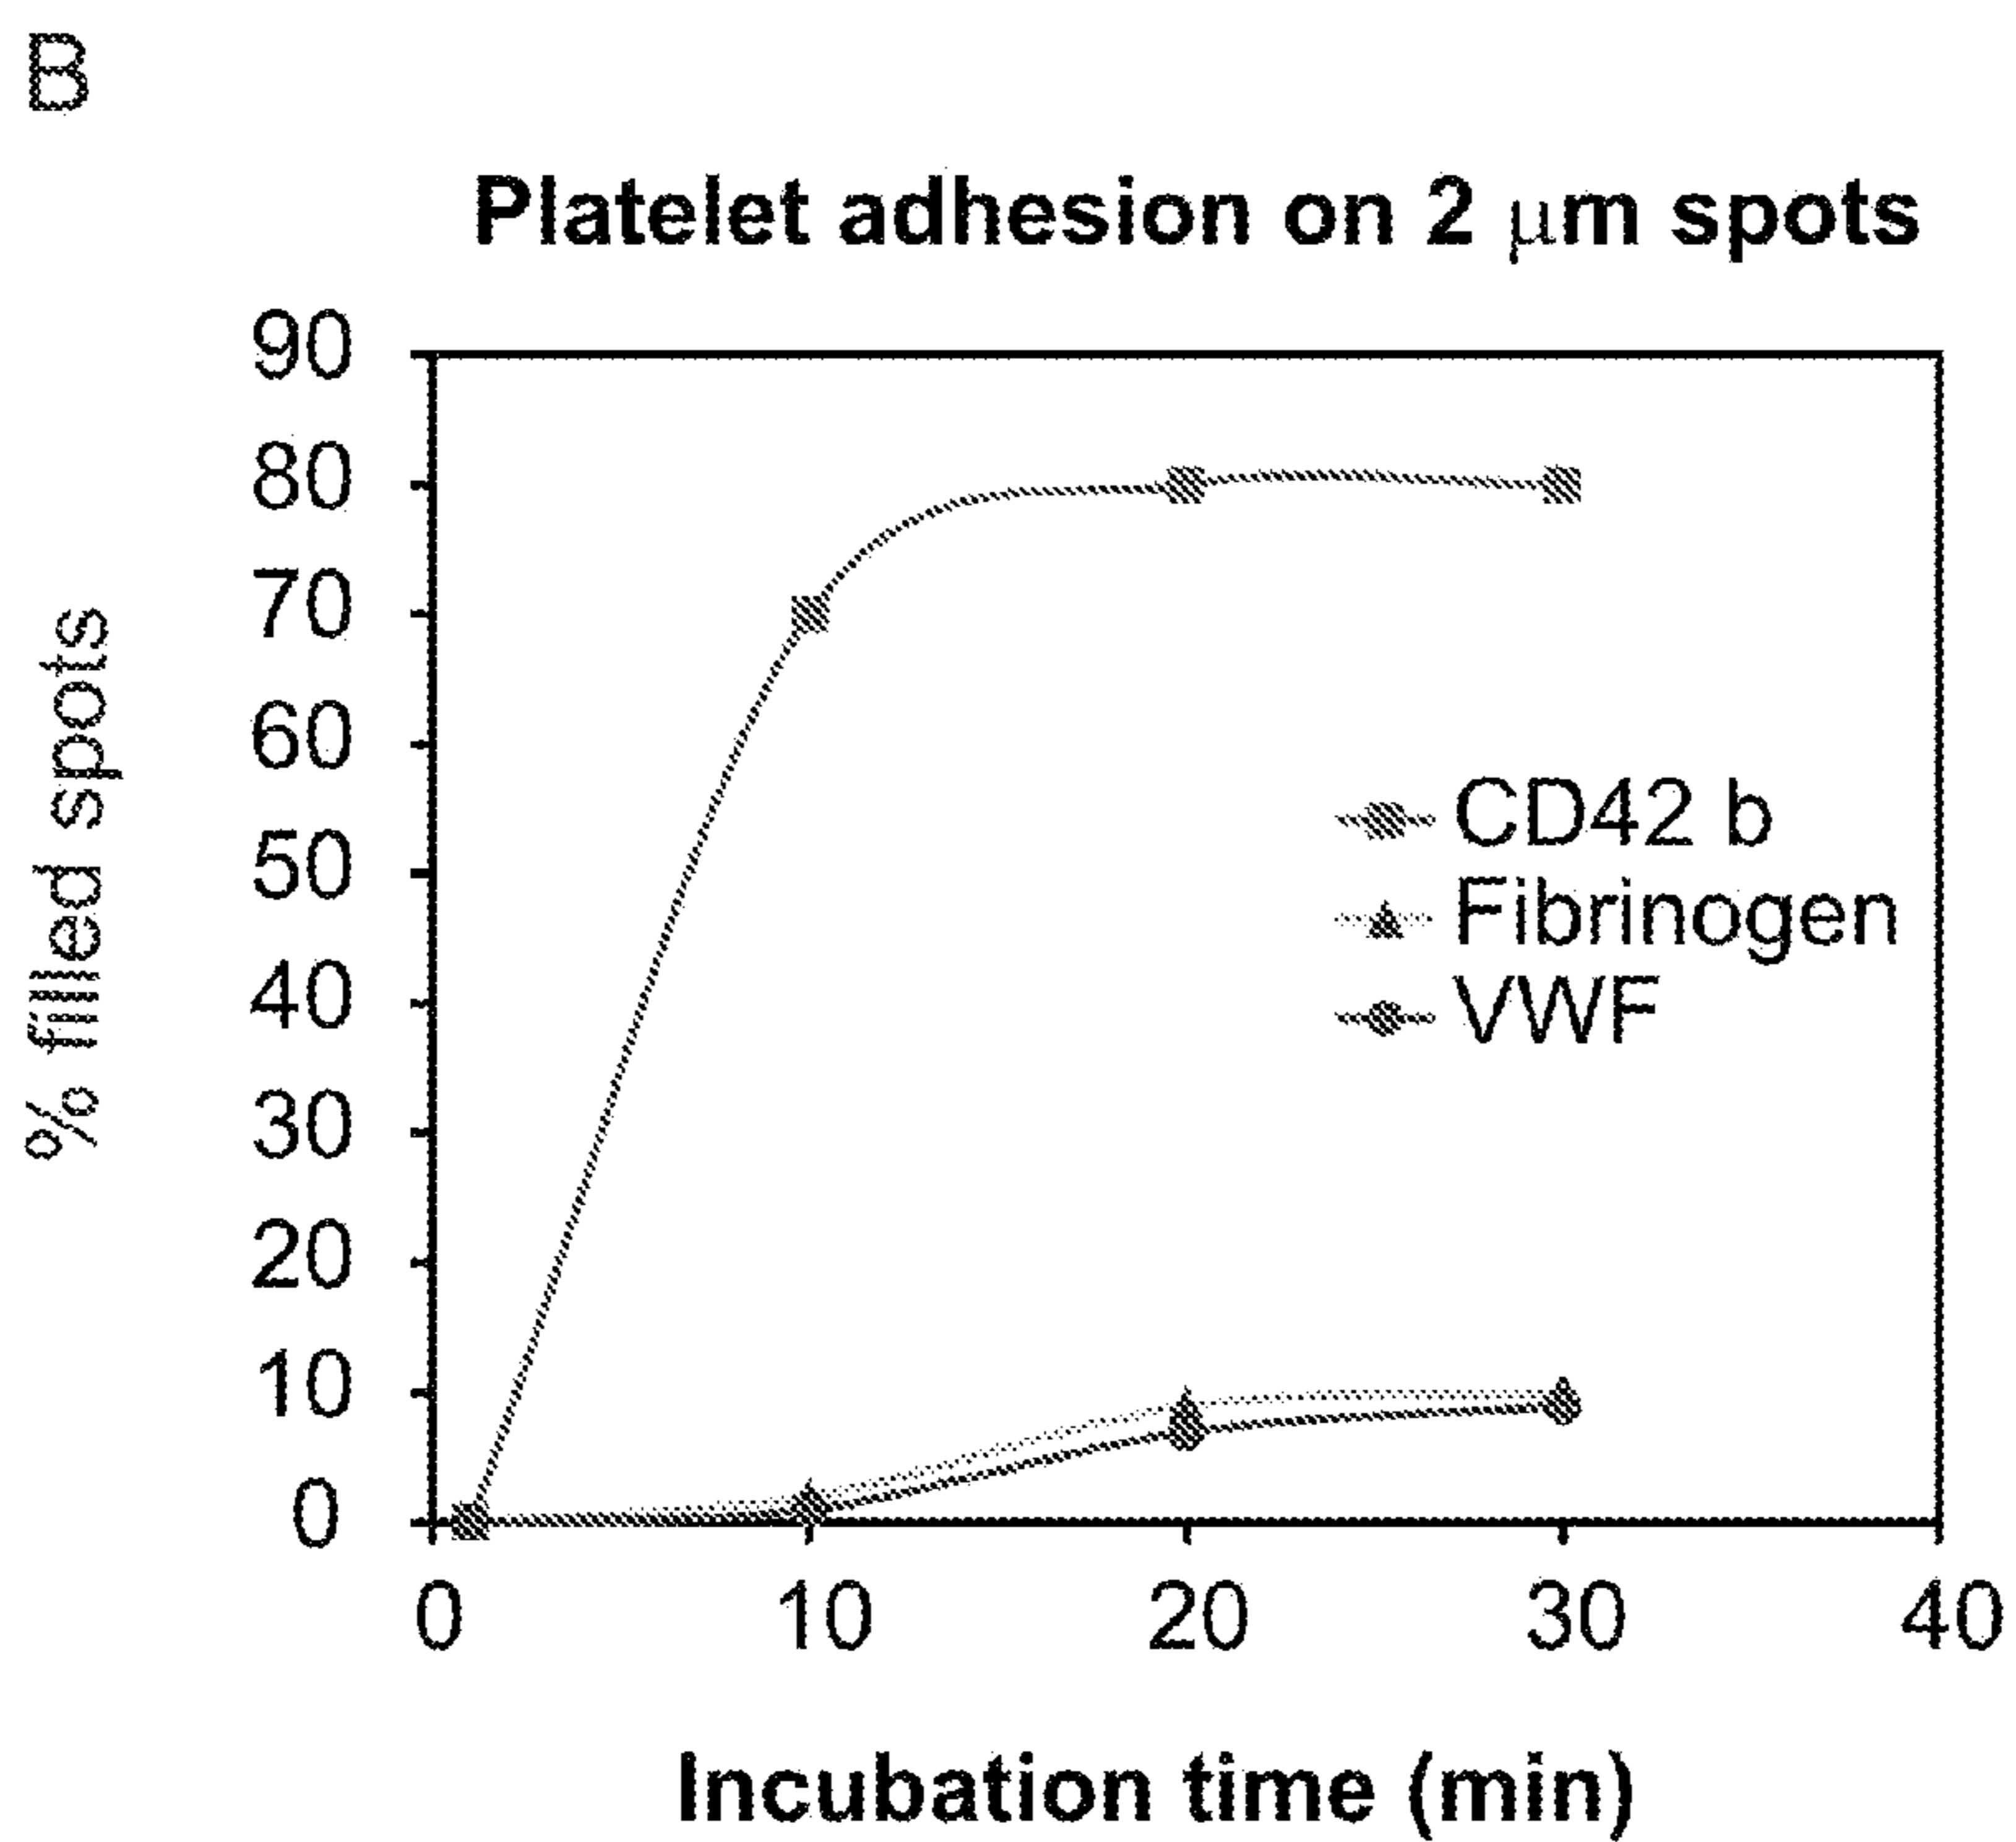 B
Platelet adhesion on 2 µm spots
% filled spots
90
80
70
60
50
40
30
20
10
0
CD42 b
Fibrinogen
VWF
0 10 20 30 40
Incubation time (min)